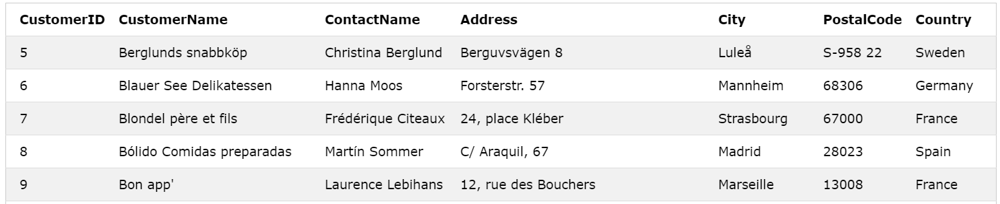 CustomerID CustomerName ContactName Address City PostalCode Country
5 Berglunds snabbköp Christina Berglund Berguvsvägen 8 Luleå S-958 22 Sweden
6 Blauer See Delikatessen Hanna Moos Forsterstr. 57 Mannheim 68306 Germany
7 Blondel père et fils Frédérique Citeaux 24, place Kléber Strasbourg 67000 France
8 Bólido Comidas preparadas Martín Sommer C/ Araquil, 67 Madrid 28023 Spain
9 Bon app' Laurence Lebihans 12, rue des Bouchers Marseille 13008 France